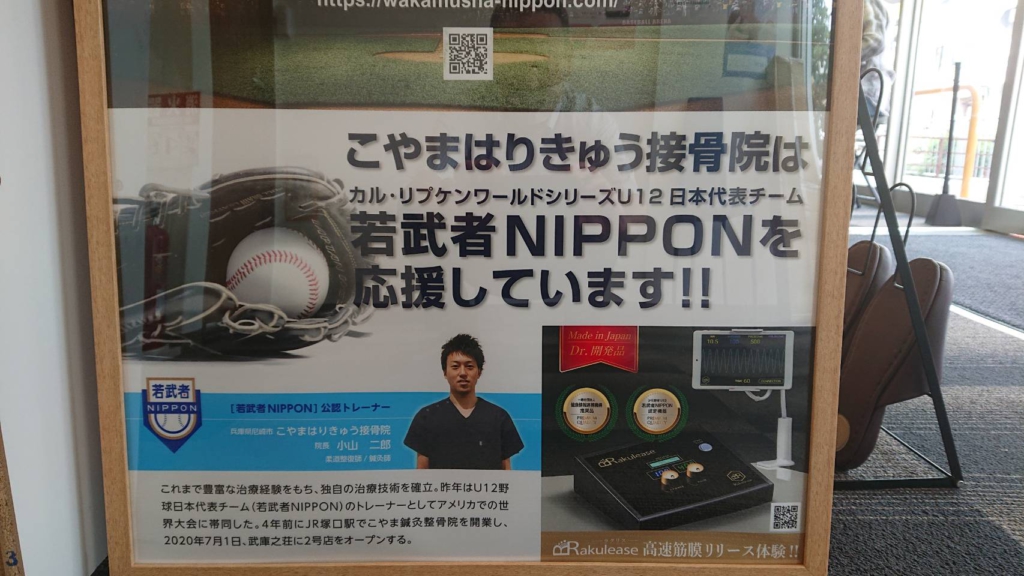 https://wakamusha-nippon.com/
こやまはりきゅう接骨院は
カル・リプケンワールドシリーズU12 日本代表チーム
若武者NIPPONを
応援しています!!
若武者
NIPPON
[若武者NIPPON] 公認トレーナー
兵庫県尼崎市 こやまはりきゅう接骨院
院長 小山 二郎
柔道整復師 / 鍼灸師
これまで豊富な治療経験をもち、独自の治療技術を確立。昨年はU12野
球日本代表チーム(若武者NIPPON)のトレーナーとしてアメリカでの世
界大会に帯同した。4年前にJR塚口駅でこやま鍼灸整骨院を開業し、
2020年7月1日、武庫之荘に2号店をオープンする。
Made in Japan
Dr. 開発品
Rakulease
Rakulease 高速筋膜リリース体験!!
3